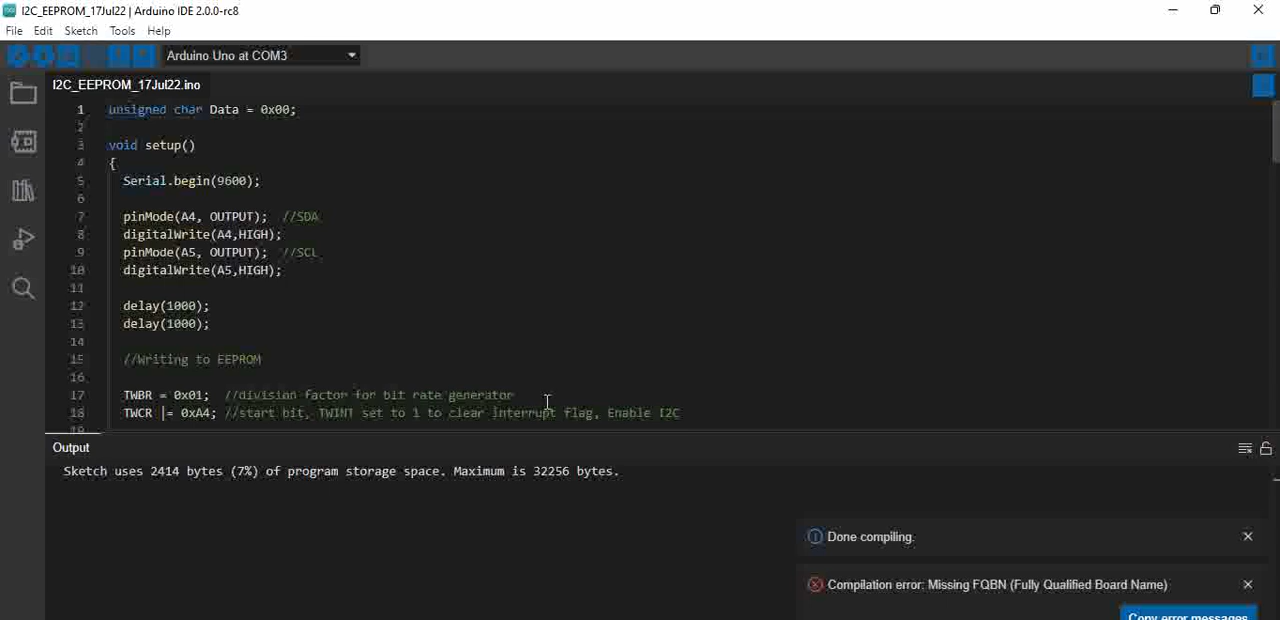 I2C_EEPROM_17Jul22 | Arduino IDE 2.0.0-rc8
File Edit Sketch Tools Help
Arduino Uno at COM3
I2C_EEPROM_17Jul22.ino
1 unsigned char Data = 0x00;
2
3 void setup()
4 {
5 Serial.begin(9600);
6
7 pinMode(A4, OUTPUT); //SDA
8 digitalWrite(A4,HIGH);
9 pinMode(A5, OUTPUT); //SCL
10 digitalWrite(A5,HIGH);
11
12 delay(1000);
13 delay(1000);
14
15 //Writing to EEPROM
16
17 TWBR = 0x01; //division factor for bit rate generator
18 TWCR |= 0xA4; //start bit, TWINT set to 1 to clear interrupt flag, Enable I2C
19
Output
Sketch uses 2414 bytes (7%) of program storage space. Maximum is 32256 bytes.
Done compiling.
Compilation error: Missing FQBN (Fully Qualified Board Name)
Copy error messages